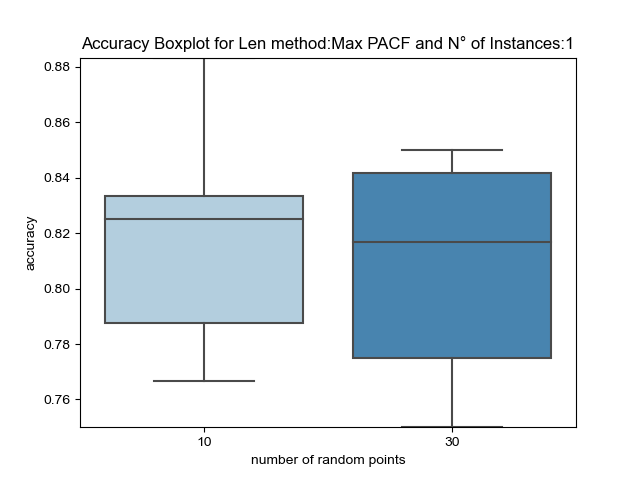 Accuracy Boxplot for Len method:Max PACF and N° of Instances:1
0.88
0.86
0.84
0.82
0.80
0.78
0.76
accuracy
10 30
number of random points